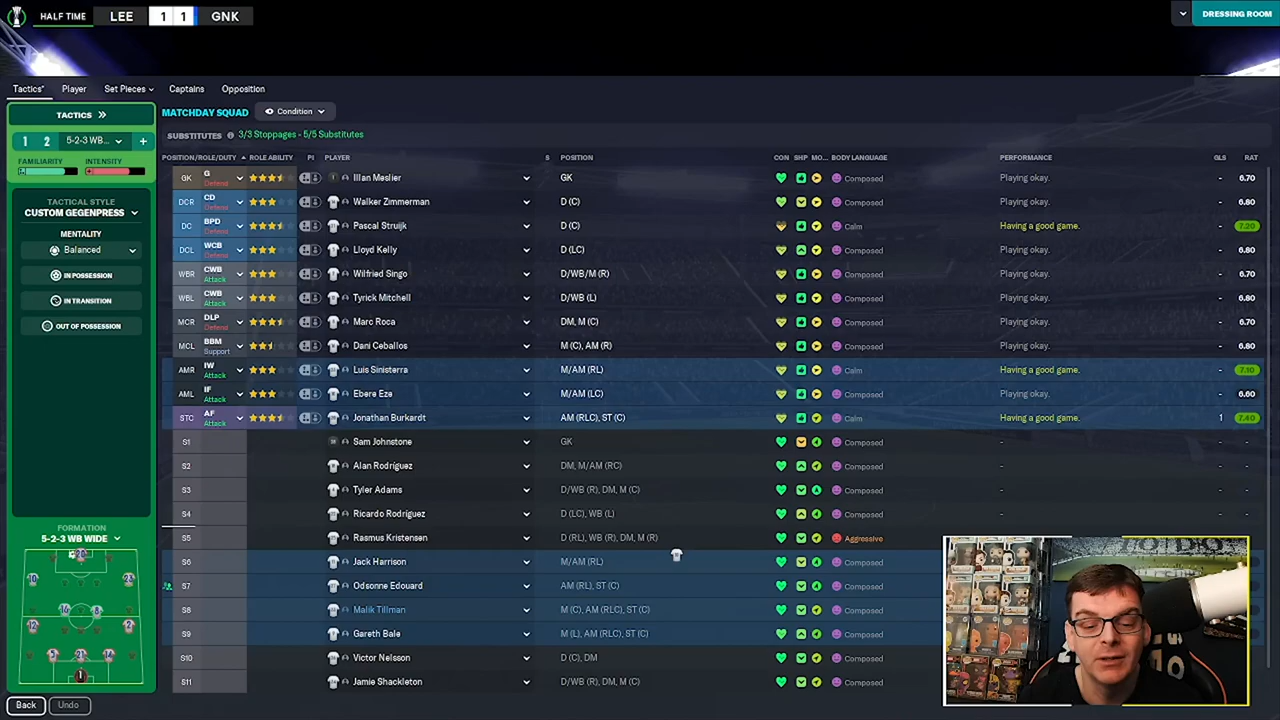 HALF TIME LEE 1 1 GNK DRESSING ROOM
Tactics* Player Set Pieces Captains Opposition
TACTICS MATCHDAY SQUAD Condition
1 2 5-2-3 WB... + SUBSTITUTES 3/3 Stoppages - 5/5 Substitutes
FAMILIARITY INTENSITY
POSITION/ROLE/DUTY ROLE ABILITY PI PLAYER S POSITION CON SHP MO... BODY LANGUAGE PERFORMANCE GLS RAT
GK G Defend Illan Meslier GK Composed Playing okay. - 6.70
DCR CD Defend Walker Zimmerman D (C) Composed Playing okay. - 6.80
DC BPD Defend Pascal Struijk D (C) Calm Having a good game. - 7.20
DCL WCB Defend Lloyd Kelly D (LC) Composed Playing okay. - 6.80
WBR CWB Attack Wilfried Singo D/WB/M (R) Composed Playing okay. - 6.70
WBL CWB Attack Tyrick Mitchell D/WB (L) Composed Playing okay. - 6.80
MCR DLP Defend Marc Roca DM, M (C) Composed Playing okay. - 6.70
MCL BBM Support Dani Ceballos M (C), AM (R) Composed Playing okay. - 6.80
AMR IW Attack Luis Sinisterra M/AM (RL) Calm Having a good game. - 7.10
AML IF Attack Ebere Eze M/AM (LC) Composed Playing okay. - 6.60
STC AF Attack Jonathan Burkardt AM (RLC), ST (C) Calm Having a good game. 1 7.40
S1 Sam Johnstone GK Composed - - -
S2 Alan Rodríguez DM, M/AM (RC) Composed - - -
S3 Tyler Adams D/WB (R), DM, M (C) Composed - - -
S4 Ricardo Rodríguez D (LC), WB (L) Composed - - -
S5 Rasmus Kristensen D (RL), WB (R), DM, M (R) Aggressive
S6 Jack Harrison M/AM (RL) Composed
S7 Odsonne Edouard AM (RL), ST (C) Composed
S8 Malik Tillman M (C), AM (RLC), ST (C) Composed
S9 Gareth Bale M (L), AM (RLC), ST (C) Composed
S10 Victor Nelsson D (C), DM Composed
S11 Jamie Shackleton D/WB (R), DM, M (C) Composed
TACTICAL STYLE
CUSTOM GEGENPRESS
MENTALITY
Balanced
IN POSSESSION
IN TRANSITION
OUT OF POSSESSION
FORMATION
5-2-3 WB WIDE
Back Undo